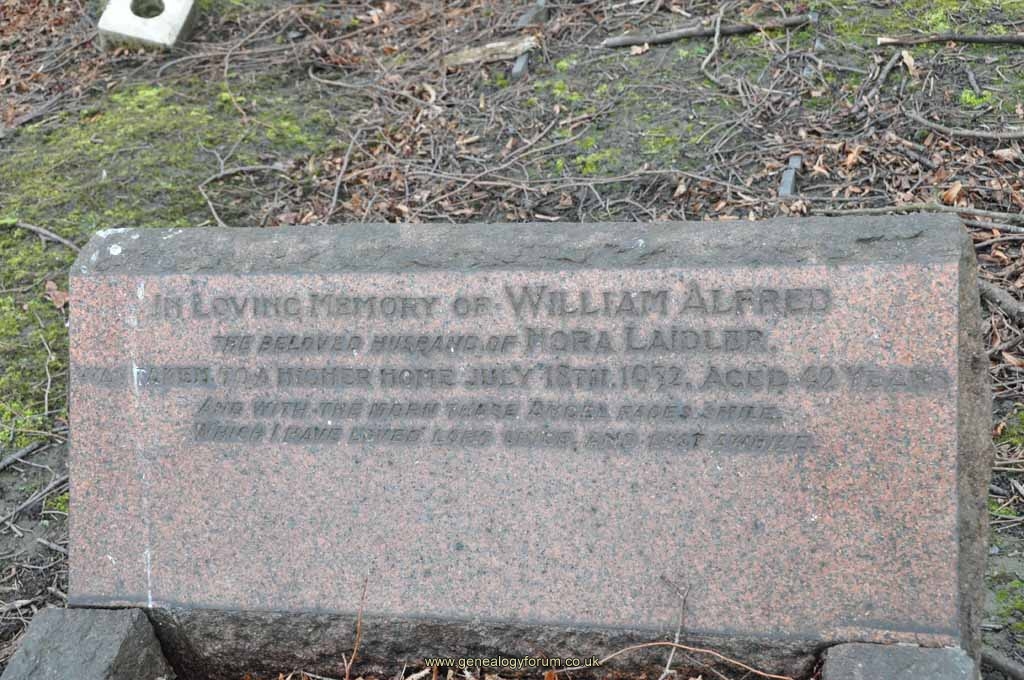 In Loving Memory of William Alfred
the beloved husband of Nora Laidler.
was taken to a higher home July 18th, 1932. Aged 42 years
And with the morn those Angel faces smile.
Which I have loved long since, and lost awhile.
www.genealogyforum.co.uk